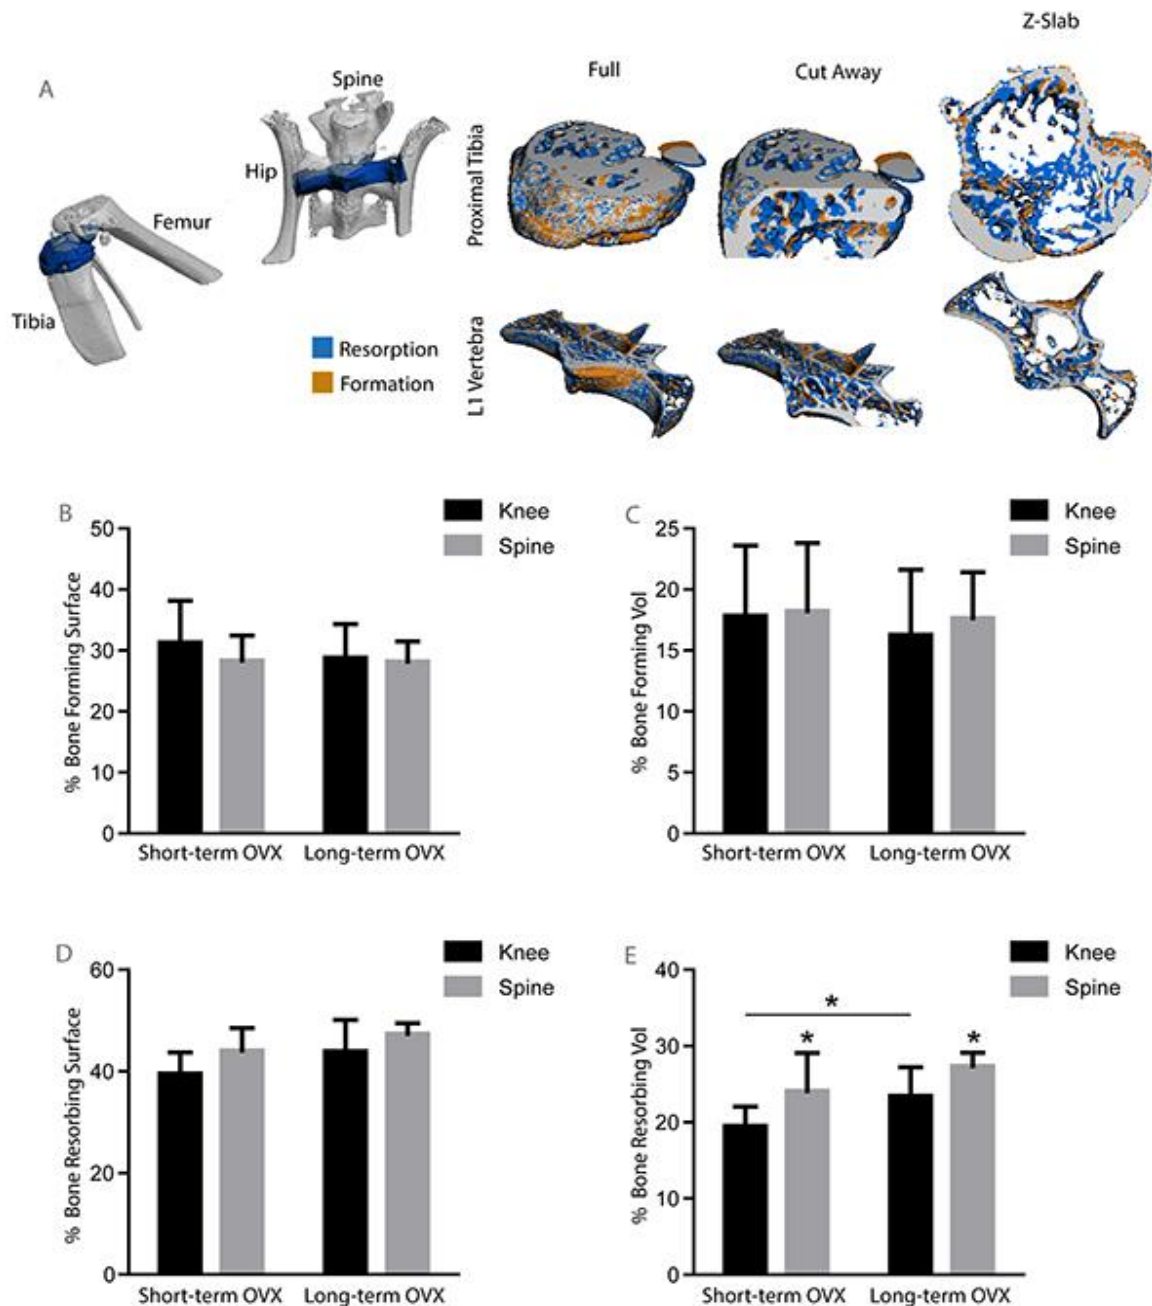 A
Spine
Hip
Femur
Tibia
Resorption
Formation
Full
Cut Away
Z-Slab
Proximal Tibia
L1 Vertebra
B
Knee
Spine
% Bone Forming Surface
50
40
30
20
10
0
Short-term OVX
Long-term OVX
C
Knee
Spine
% Bone Forming Vol
25
20
15
10
5
0
Short-term OVX
Long-term OVX
D
Knee
Spine
% Bone Resorbing Surface
60
40
20
0
Short-term OVX
Long-term OVX
E
Knee
Spine
% Bone Resorbing Vol
40
30
20
10
0
*
*
*
Short-term OVX
Long-term OVX